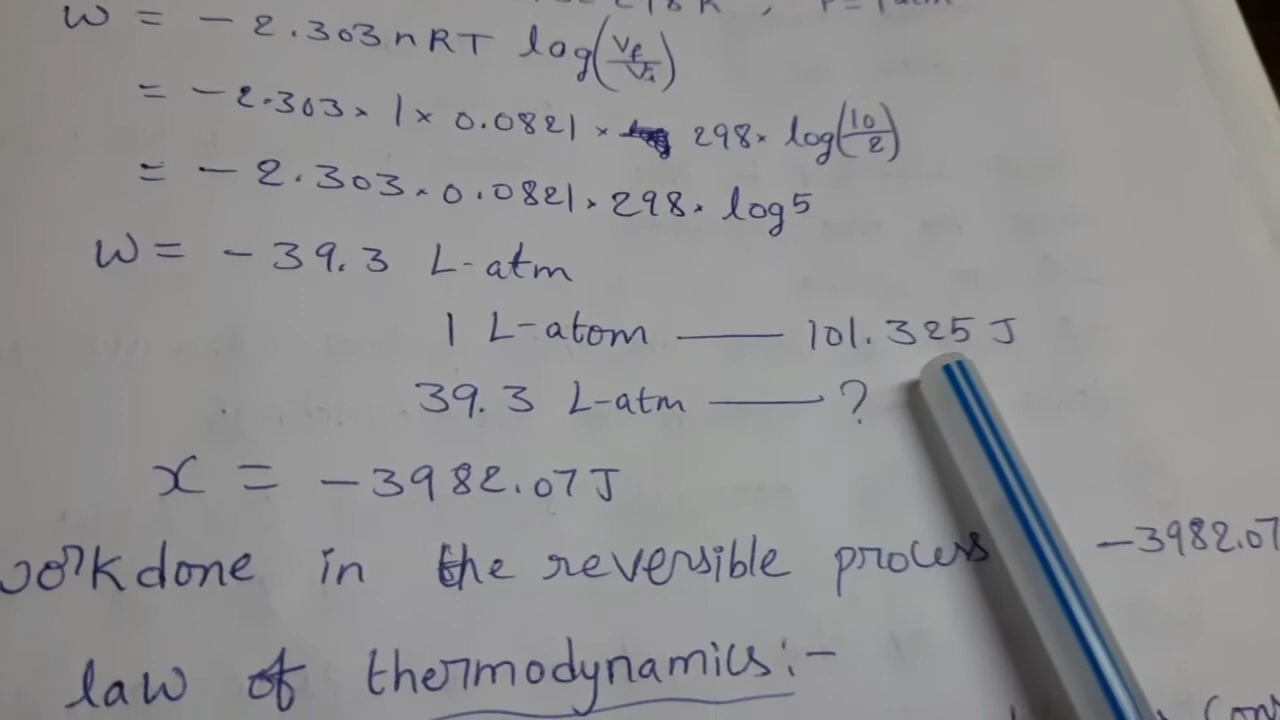 W = - 2.303 nRT log(Vf/Vi)
= - 2.303 × 1 × 0.0821 × 298 × log(10/2)
= - 2.303 × 0.0821 × 298 × log5
W = - 39.3 L-atm
1 L-atom —— 101.325 J
39.3 L-atm —— ?
x = - 3982.07 J
done in the reversible process - 3982.07
law of thermodynamics:-